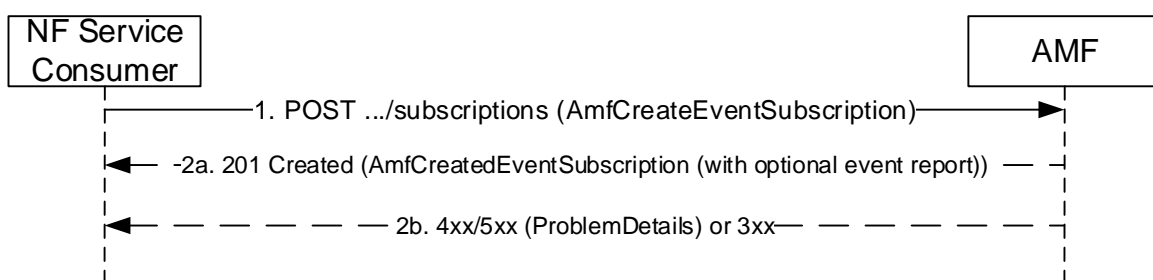 NF Service
Consumer
AMF
1. POST .../subscriptions (AmfCreateEventSubscription)
-2a. 201 Created (AmfCreatedEventSubscription (with optional event report))
2b. 4xx/5xx (ProblemDetails) or 3xx